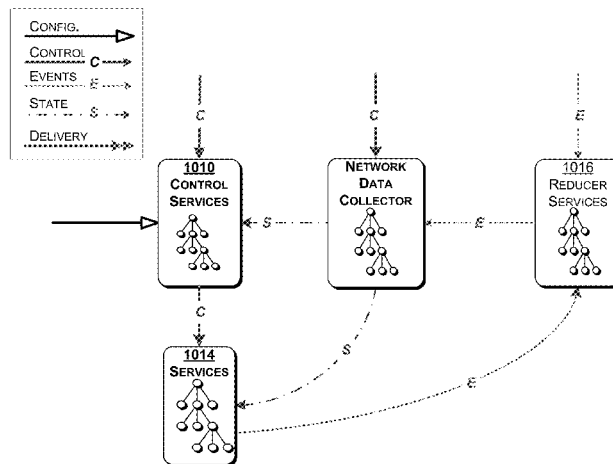 CONFIG.
CONTROL C
EVENTS E
STATE S
DELIVERY
C
C
E
1010
CONTROL
SERVICES
NETWORK
DATA
COLLECTOR
1016
REDUCER
SERVICES
S
E
C
S
1014
SERVICES
E